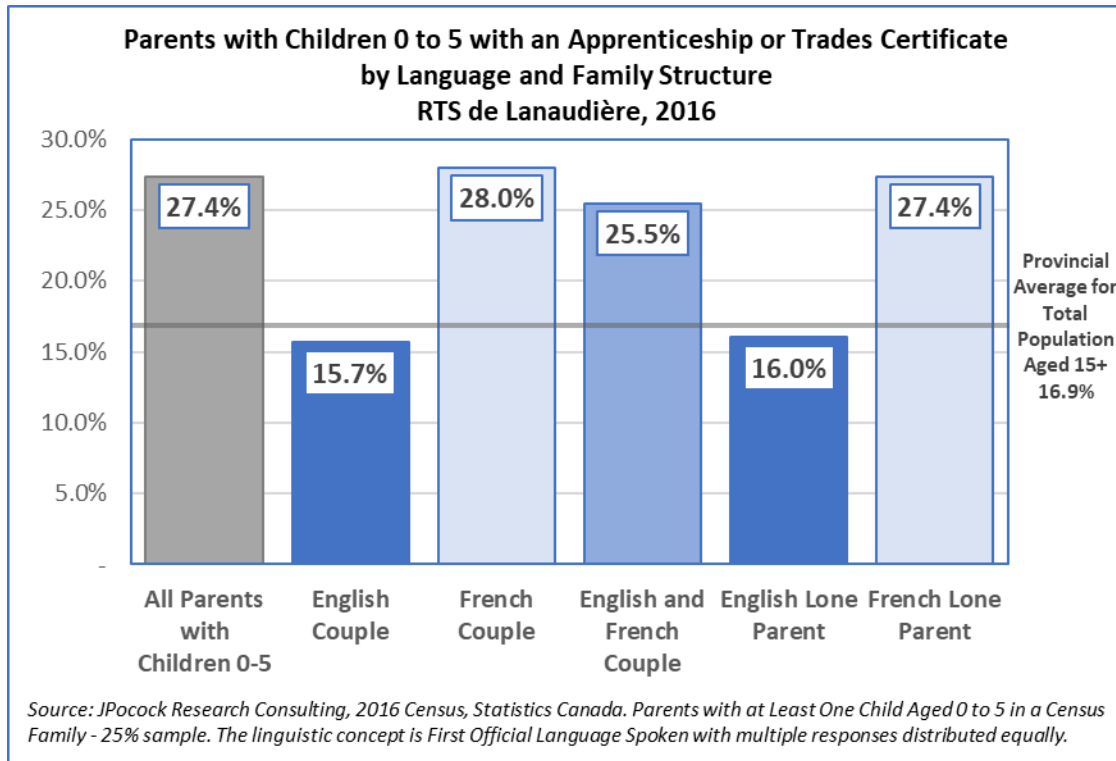 Parents with Children 0 to 5 with an Apprenticeship or Trades Certificate
by Language and Family Structure
RTS de Lanaudière, 2016
30.0%
25.0%
20.0%
15.0%
10.0%
5.0%
-
27.4%
15.7%
28.0%
25.5%
16.0%
27.4%
Provincial
Average for
Total
Population
Aged 15+
16.9%
All Parents
with
Children 0-5
English
Couple
French
Couple
English and
French
Couple
English Lone
Parent
French Lone
Parent
Source: JPocock Research Consulting, 2016 Census, Statistics Canada. Parents with at Least One Child Aged 0 to 5 in a Census
Family - 25% sample. The linguistic concept is First Official Language Spoken with multiple responses distributed equally.